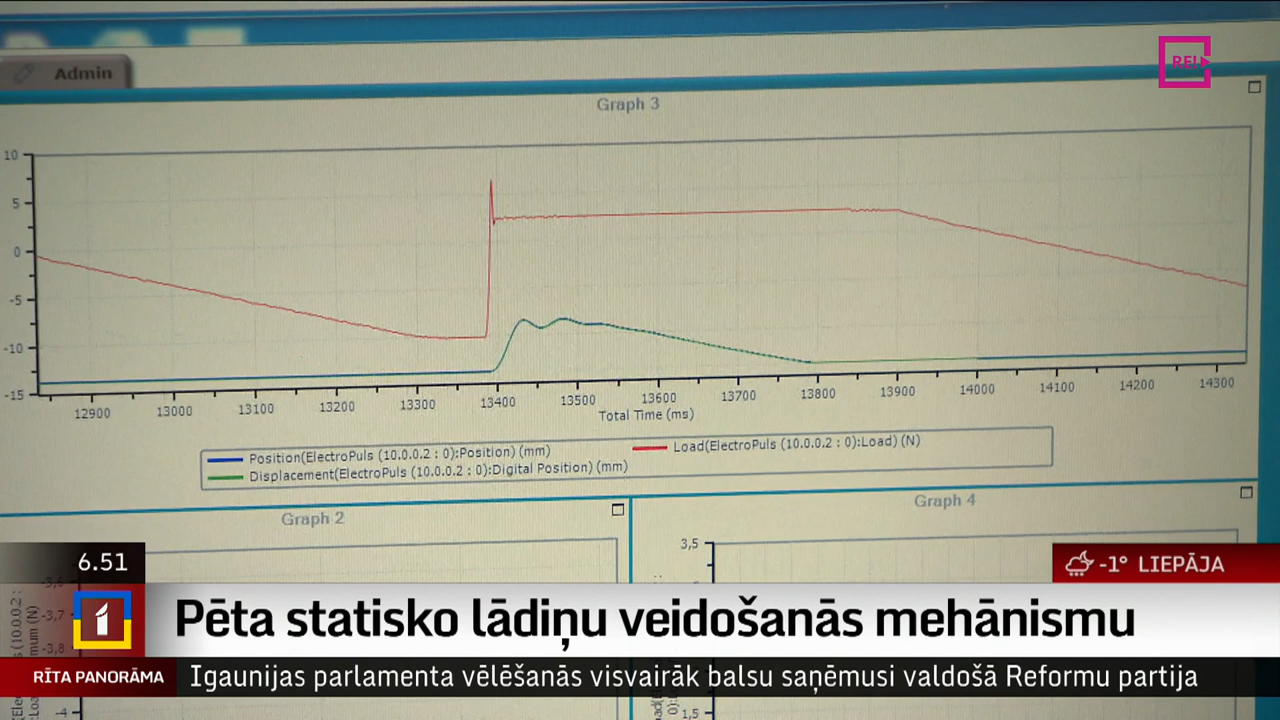 Admin
RE!
Graph 3
10
5
0
-5
-10
-15
12900 13000 13100 13200 13300 13400 13500 13600 13700 13800 13900 14000 14100 14200 14300
Total Time (ms)
Position(ElectroPuls (10.0.0.2 : 0):Position) (mm)
Load(ElectroPuls (10.0.0.2 : 0):Load) (N)
Displacement(ElectroPuls (10.0.0.2 : 0):Digital Position) (mm)
Graph 2
Graph 4
3,5
6.51
-1° LIEPĀJA
-3,6
-3,7
-3,8
-4
1
Pēta statisko lādiņu veidošanās mehānismu
RĪTA PANORĀMA
Igaunijas parlamenta vēlēšanās visvairāk balsu saņēmusi valdošā Reformu partija
1,5